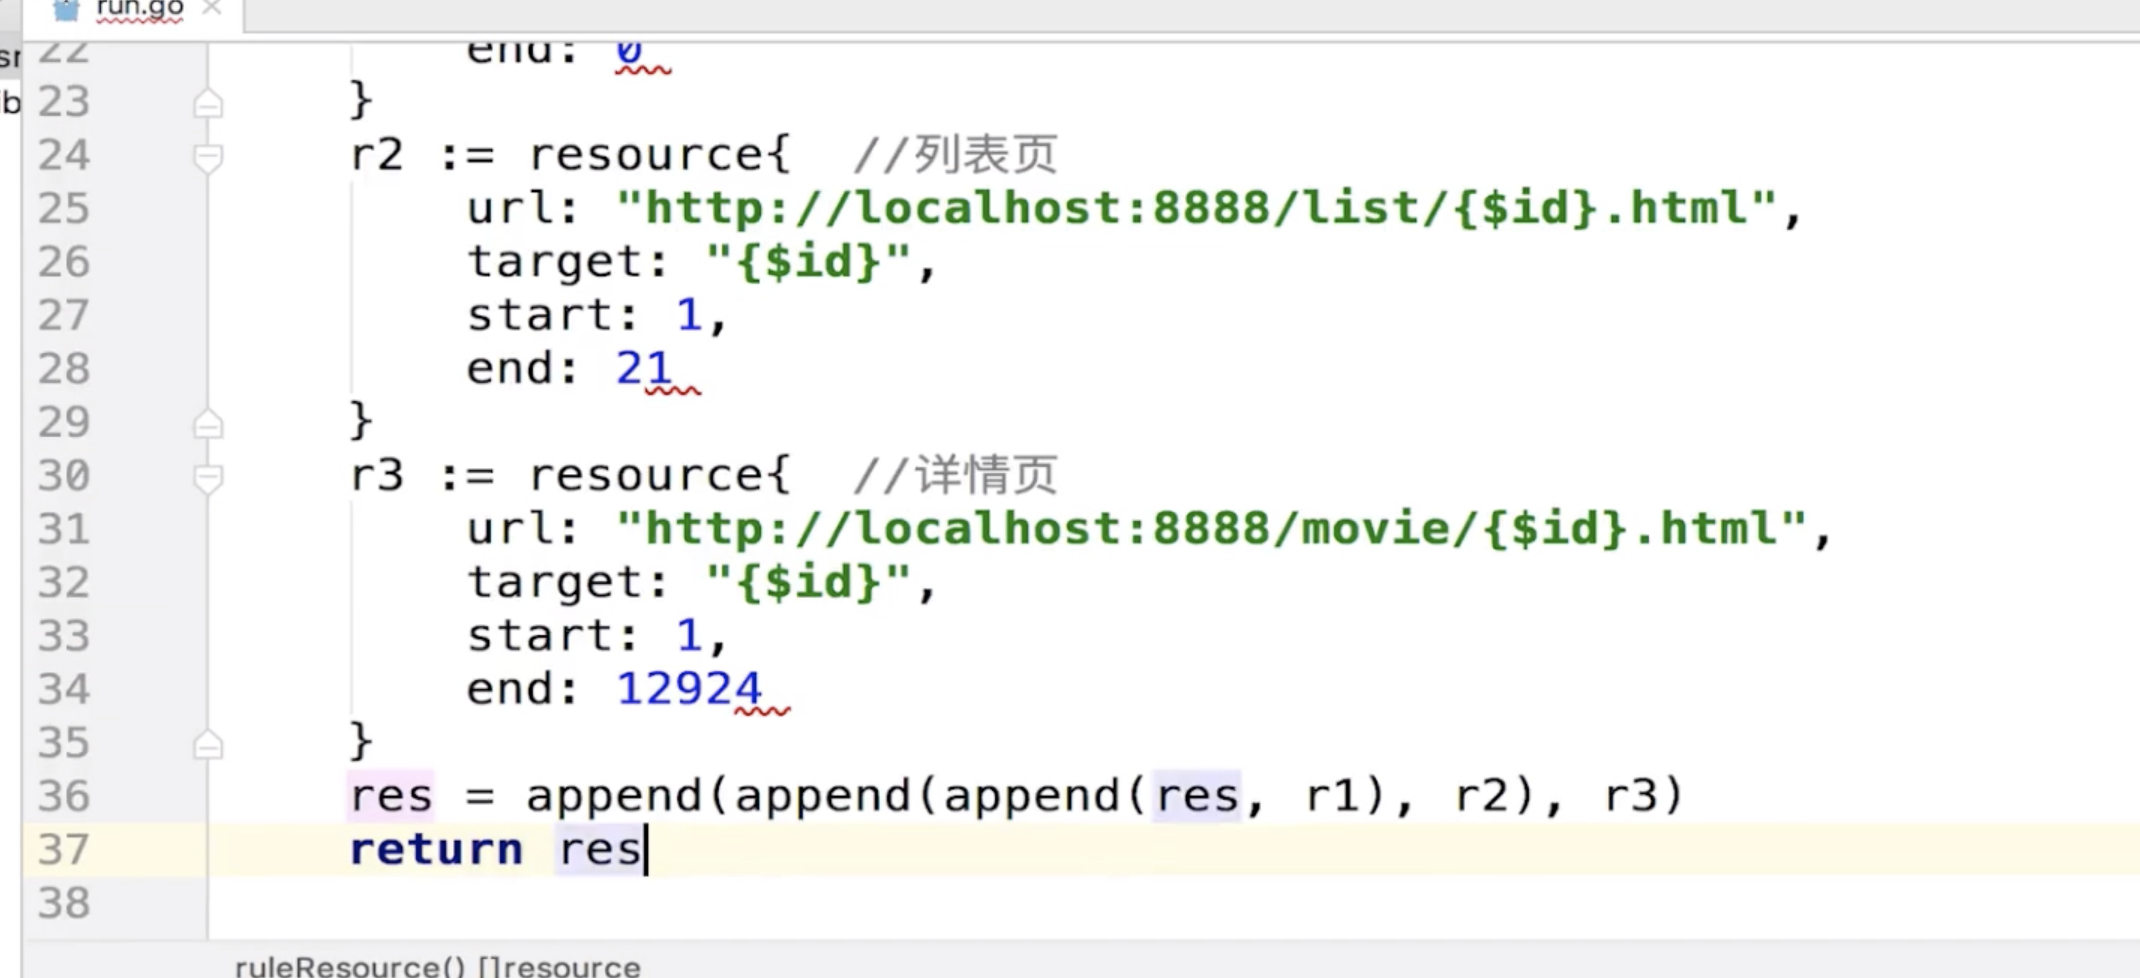 run.go
22 end: 0
23 }
24 r2 := resource{ //列表页
25 url: "http://localhost:8888/list/{$id}.html",
26 target: "{$id}",
27 start: 1,
28 end: 21
29 }
30 r3 := resource{ //详情页
31 url: "http://localhost:8888/movie/{$id}.html",
32 target: "{$id}",
33 start: 1,
34 end: 12924
35 }
36 res = append(append(append(res, r1), r2), r3)
37 return res
38
ruleResource() []resource